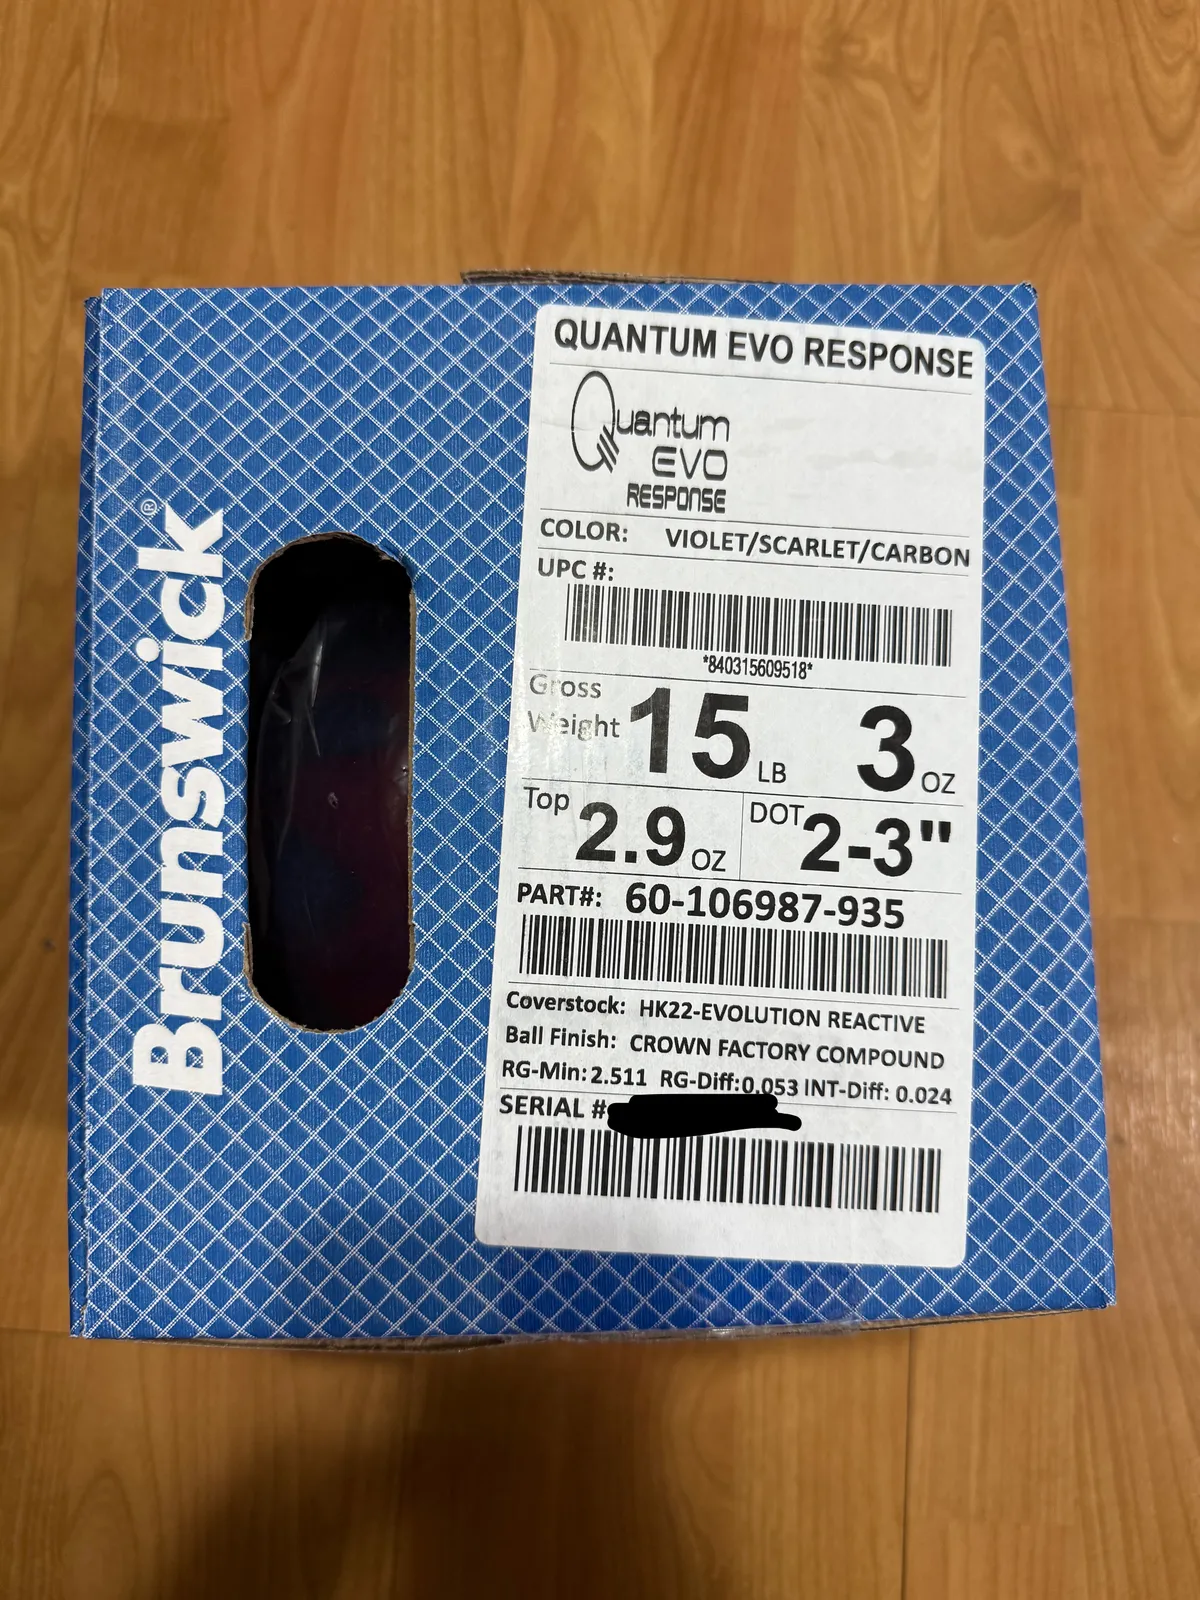 Brunswick®
QUANTUM EVO RESPONSE
Quantum
EVO
RESPONSE
COLOR: VIOLET/SCARLET/CARBON
UPC #:
*840315609518*
Gross
Weight 15 LB 3 OZ
Top 2.9 OZ DOT 2-3"
PART#: 60-106987-935
Coverstock: HK22-EVOLUTION REACTIVE
Ball Finish: CROWN FACTORY COMPOUND
RG-Min: 2.511 RG-Diff: 0.053 INT-Diff: 0.024
SERIAL #